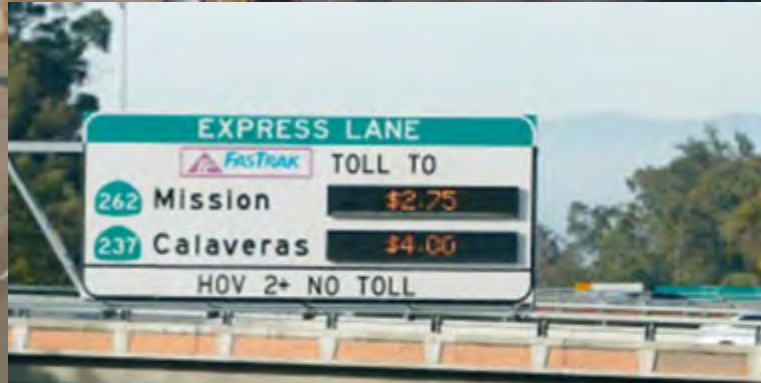 EXPRESS LANE
FASTRAK TOLL TO
262 Mission $2.75
237 Calaveras $4.00
HOV 2+ NO TOLL